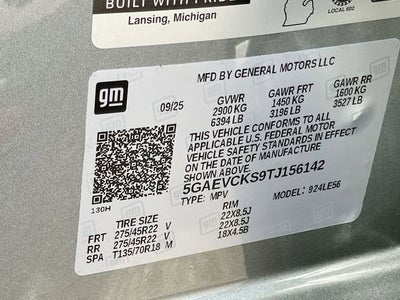 BUILT WITH PRIDE
Lansing, Michigan
LOCAL 602
gm
MFD BY GENERAL MOTORS LLC
09/25
GVWR GAWR FRT GAWR RR
2900 KG 1450 KG 1600 KG
6394 LB 3196 LB 3527 LB
THIS VEHICLE CONFORMS TO ALL
APPLICABLE U.S. FEDERAL MOTOR
VEHICLE SAFETY STANDARDS IN
EFFECT ON THE DATE OF
MANUFACTURE SHOWN ABOVE.
5GAEVCKS9TJ156142
TYPE: MPV MODEL: 924LE56
13OH
TIRE SIZE RIM
FRT 275/45R22 V 22X8.5J
RR 275/45R22 V 22X8.5J
SPA T135/70R18 M 18X4.5B